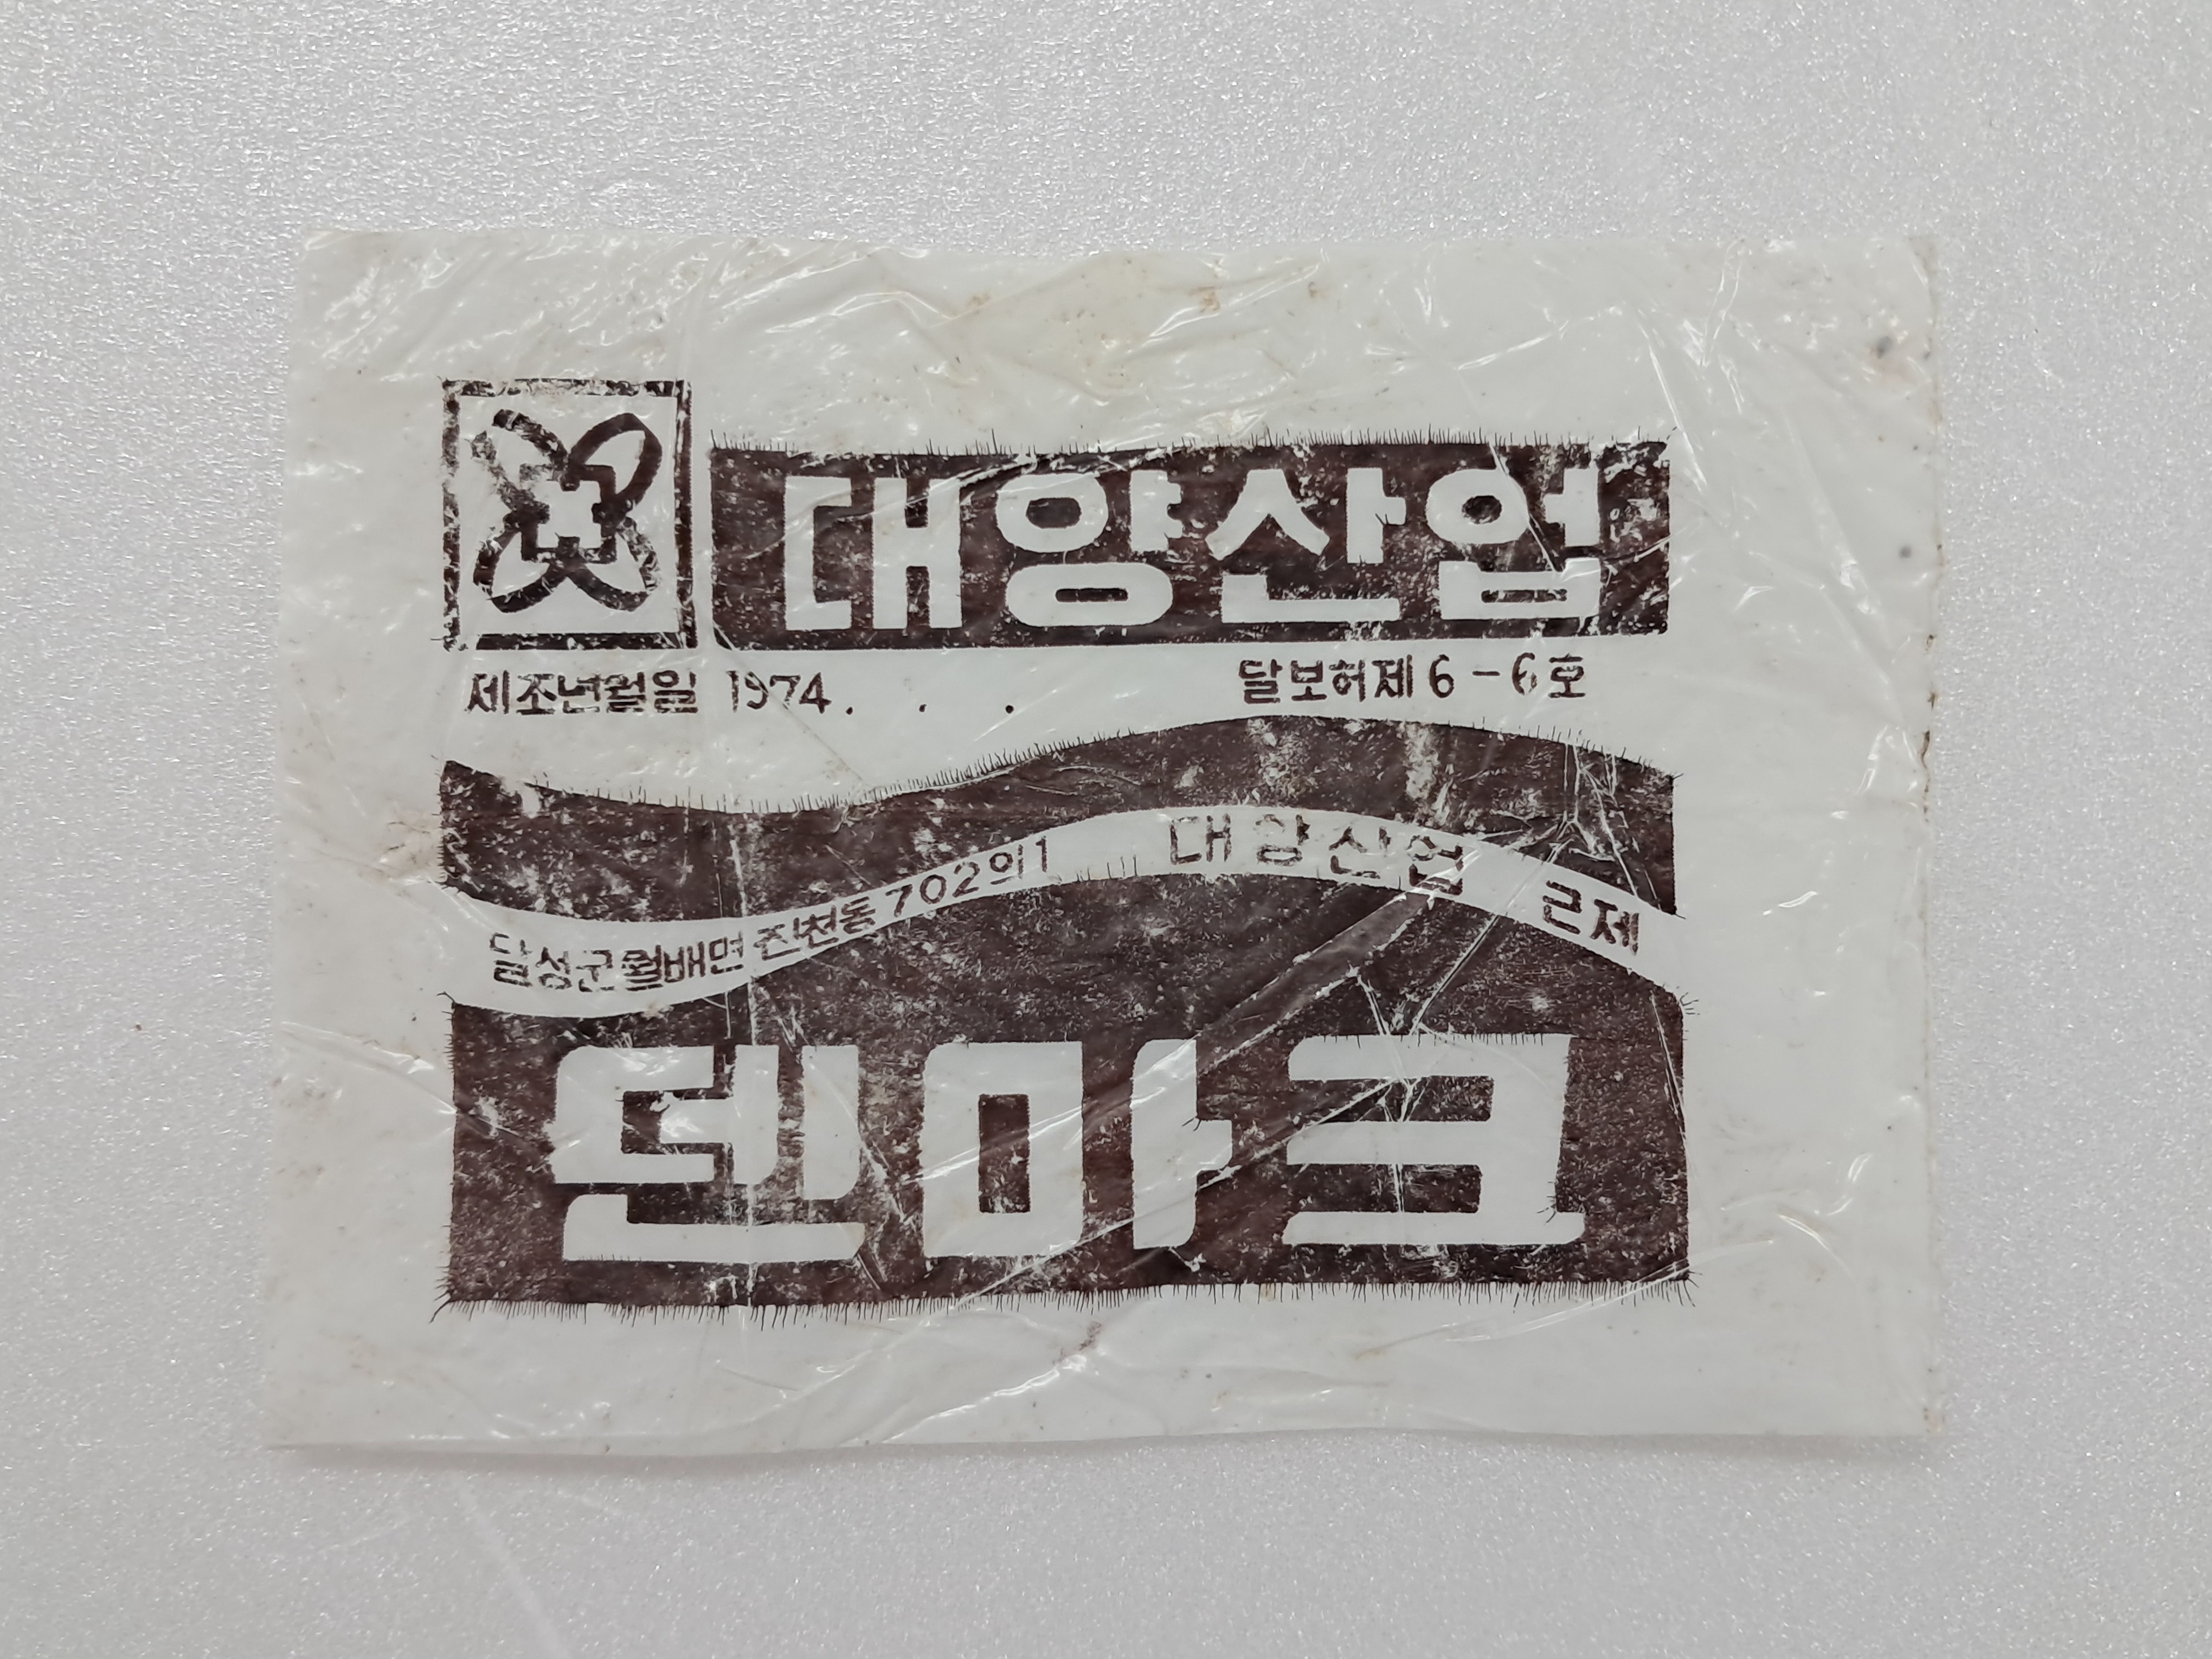 대양산업
제조년월일 1974. . .
달보허제 6-6호
달성군월배면 진천동 702의1 대양산업 근제
덴마크